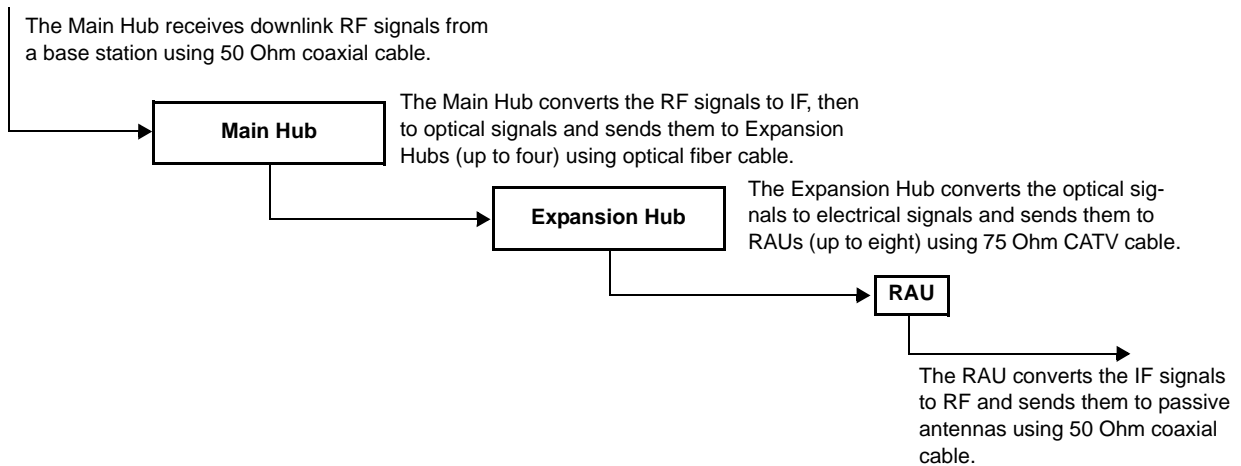 The Main Hub receives downlink RF signals from
a base station using 50 Ohm coaxial cable.
Main Hub
The Main Hub converts the RF signals to IF, then
to optical signals and sends them to Expansion
Hubs (up to four) using optical fiber cable.
Expansion Hub
The Expansion Hub converts the optical sig-
nals to electrical signals and sends them to
RAUs (up to eight) using 75 Ohm CATV cable.
RAU
The RAU converts the IF signals
to RF and sends them to passive
antennas using 50 Ohm coaxial
cable.